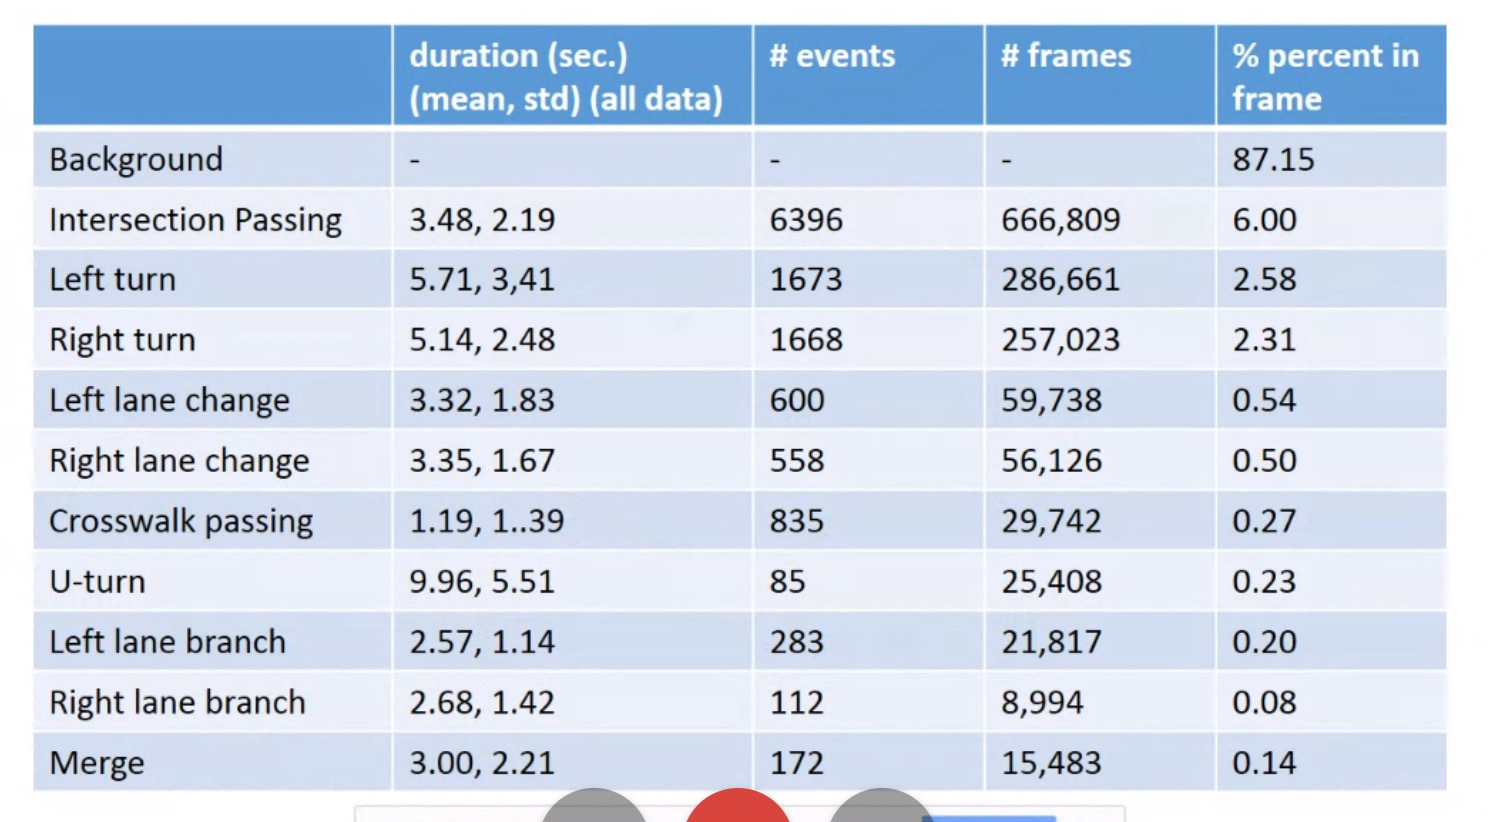 duration (sec.) (mean, std) (all data) # events # frames % percent in frame
Background - - - 87.15
Intersection Passing 3.48, 2.19 6396 666,809 6.00
Left turn 5.71, 3,41 1673 286,661 2.58
Right turn 5.14, 2.48 1668 257,023 2.31
Left lane change 3.32, 1.83 600 59,738 0.54
Right lane change 3.35, 1.67 558 56,126 0.50
Crosswalk passing 1.19, 1..39 835 29,742 0.27
U-turn 9.96, 5.51 85 25,408 0.23
Left lane branch 2.57, 1.14 283 21,817 0.20
Right lane branch 2.68, 1.42 112 8,994 0.08
Merge 3.00, 2.21 172 15,483 0.14